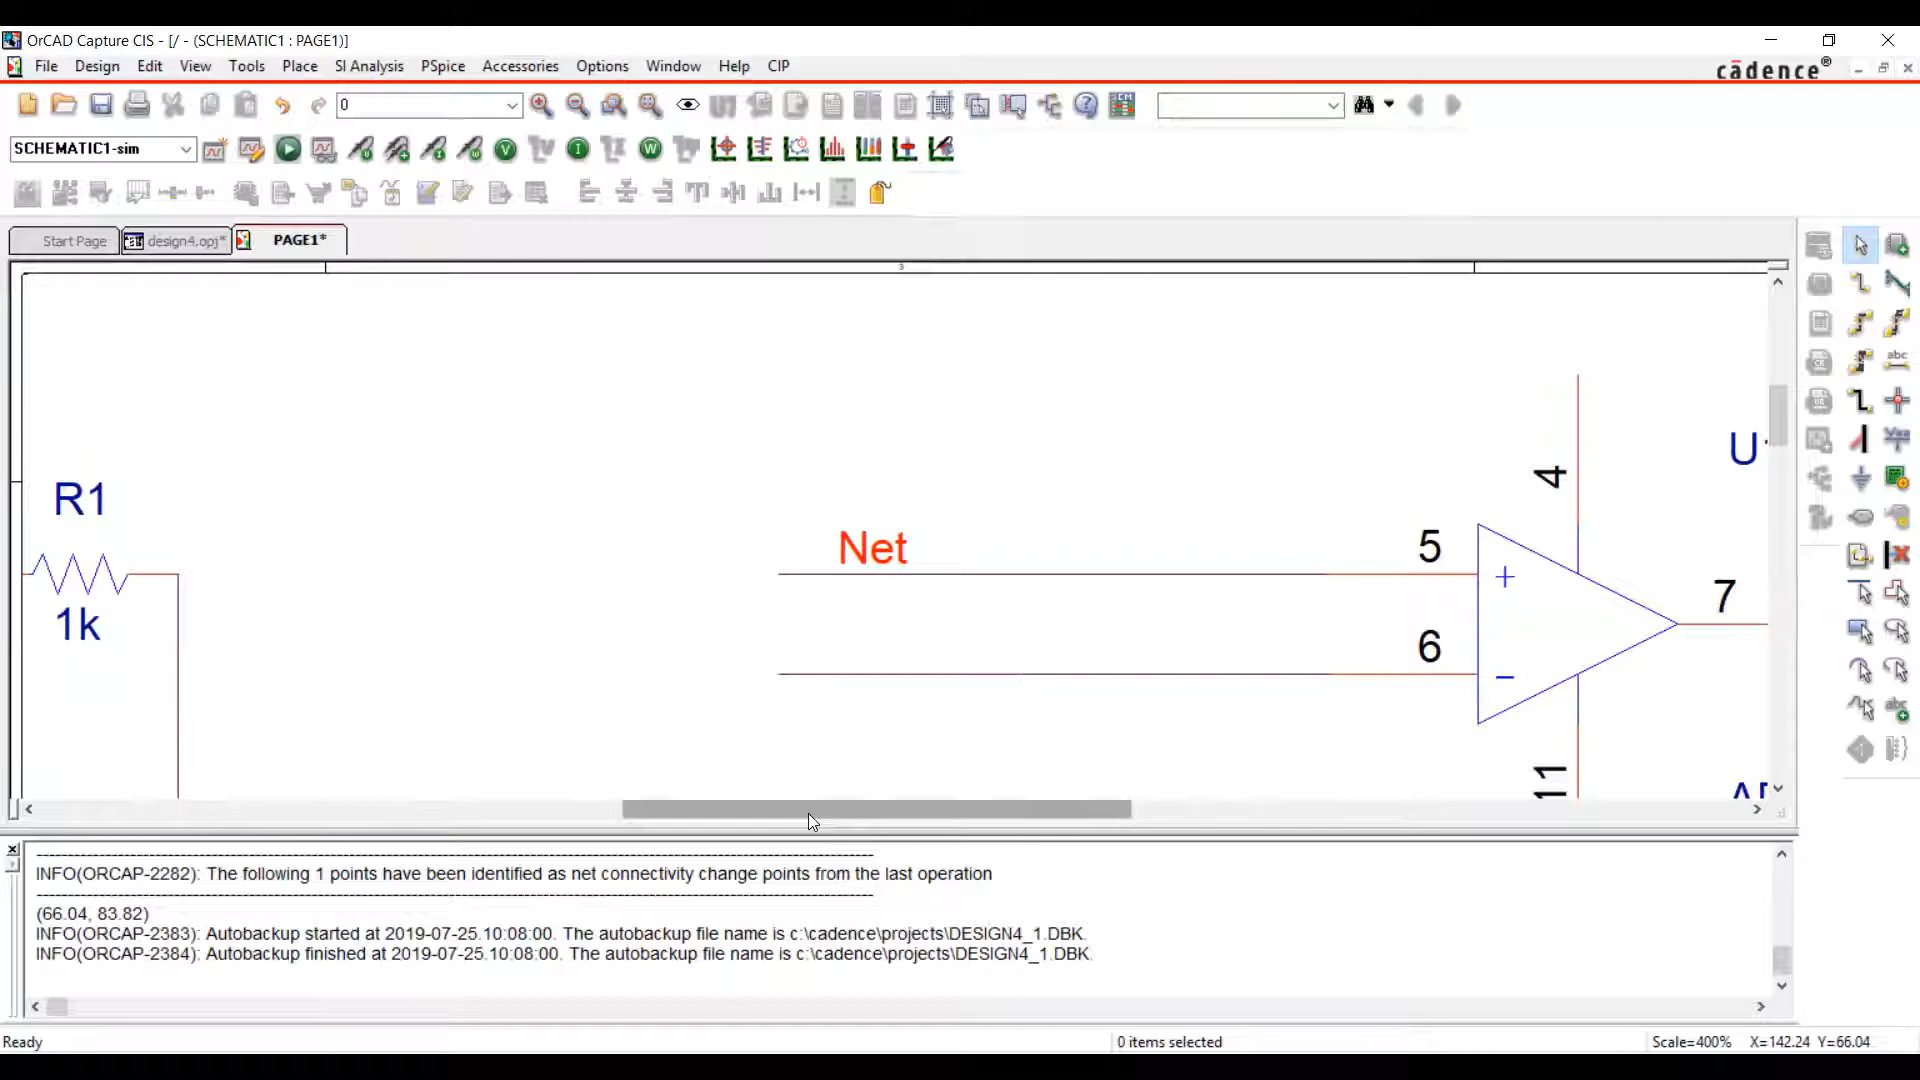 OrCAD Capture CIS - [/ - (SCHEMATIC1 : PAGE1)]
File Design Edit View Tools Place SI Analysis PSpice Accessories Options Window Help CIP
cādence®
0
SCHEMATIC1-sim
V I W
Start Page design4.opj* PAGE1*
3
4
U
R1
Net 5
+
7
1k
6
−
11
INFO(ORCAP-2282): The following 1 points have been identified as net connectivity change points from the last operation
(66.04, 83.82)
INFO(ORCAP-2383): Autobackup started at 2019-07-25.10:08:00. The autobackup file name is c:\cadence\projects\DESIGN4_1.DBK.
INFO(ORCAP-2384): Autobackup finished at 2019-07-25.10:08:00. The autobackup file name is c:\cadence\projects\DESIGN4_1.DBK.
Ready 0 items selected Scale=400% X=142.24 Y=66.04